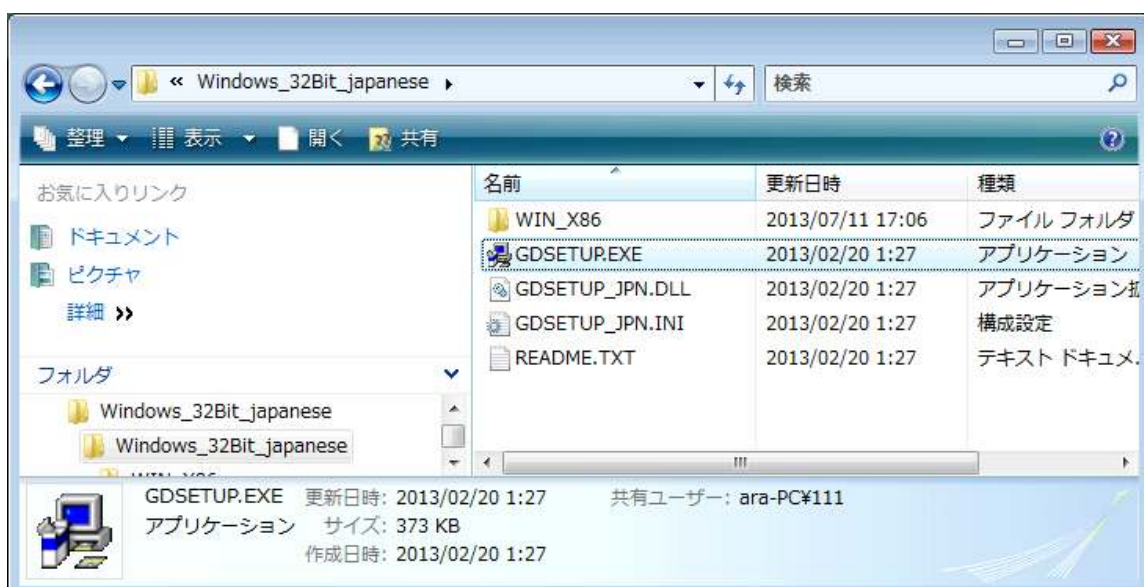 « Windows_32Bit_japanese
検索
整理 表示 開く 共有
お気に入りリンク
ドキュメント
ピクチャ
詳細 »
フォルダ
Windows_32Bit_japanese
Windows_32Bit_japanese
名前 更新日時 種類
WIN_X86 2013/07/11 17:06 ファイル フォルダ
GDSETUP.EXE 2013/02/20 1:27 アプリケーション
GDSETUP_JPN.DLL 2013/02/20 1:27 アプリケーション拡
GDSETUP_JPN.INI 2013/02/20 1:27 構成設定
README.TXT 2013/02/20 1:27 テキスト ドキュメ
GDSETUP.EXE 更新日時: 2013/02/20 1:27 共有ユーザー: ara-PC¥111
アプリケーション サイズ: 373 KB
作成日時: 2013/02/20 1:27